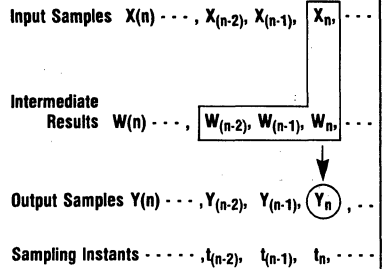 Input Samples X(n) - - - , X(n-2), X(n-1), Xn, - - -
Intermediate
Results W(n) - - - , W(n-2), W(n-1), Wn, - - -
Output Samples Y(n) - - - , Y(n-2), Y(n-1), Yn , - -
Sampling Instants - - - - - ,t(n-2), t(n-1), tn, - - - -